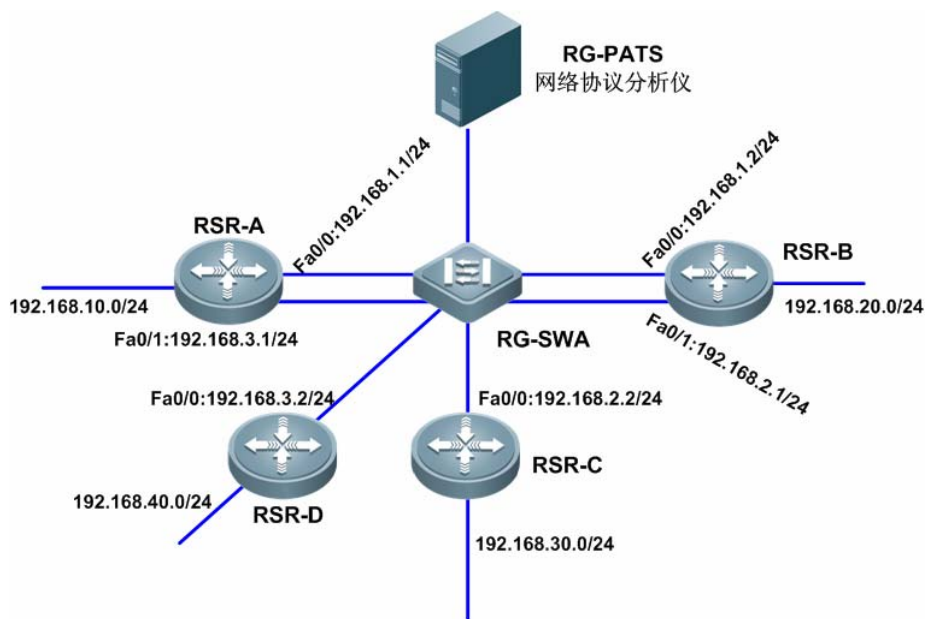 RG-PATS
网络协议分析仪
Fa0/0:192.168.1.1/24
Fa0/0:192.168.1.2/24
RSR-A
RSR-B
192.168.10.0/24
192.168.20.0/24
RG-SWA
Fa0/1:192.168.3.1/24
Fa0/1:192.168.2.1/24
Fa0/0:192.168.3.2/24
Fa0/0:192.168.2.2/24
RSR-C
192.168.40.0/24
RSR-D
192.168.30.0/24